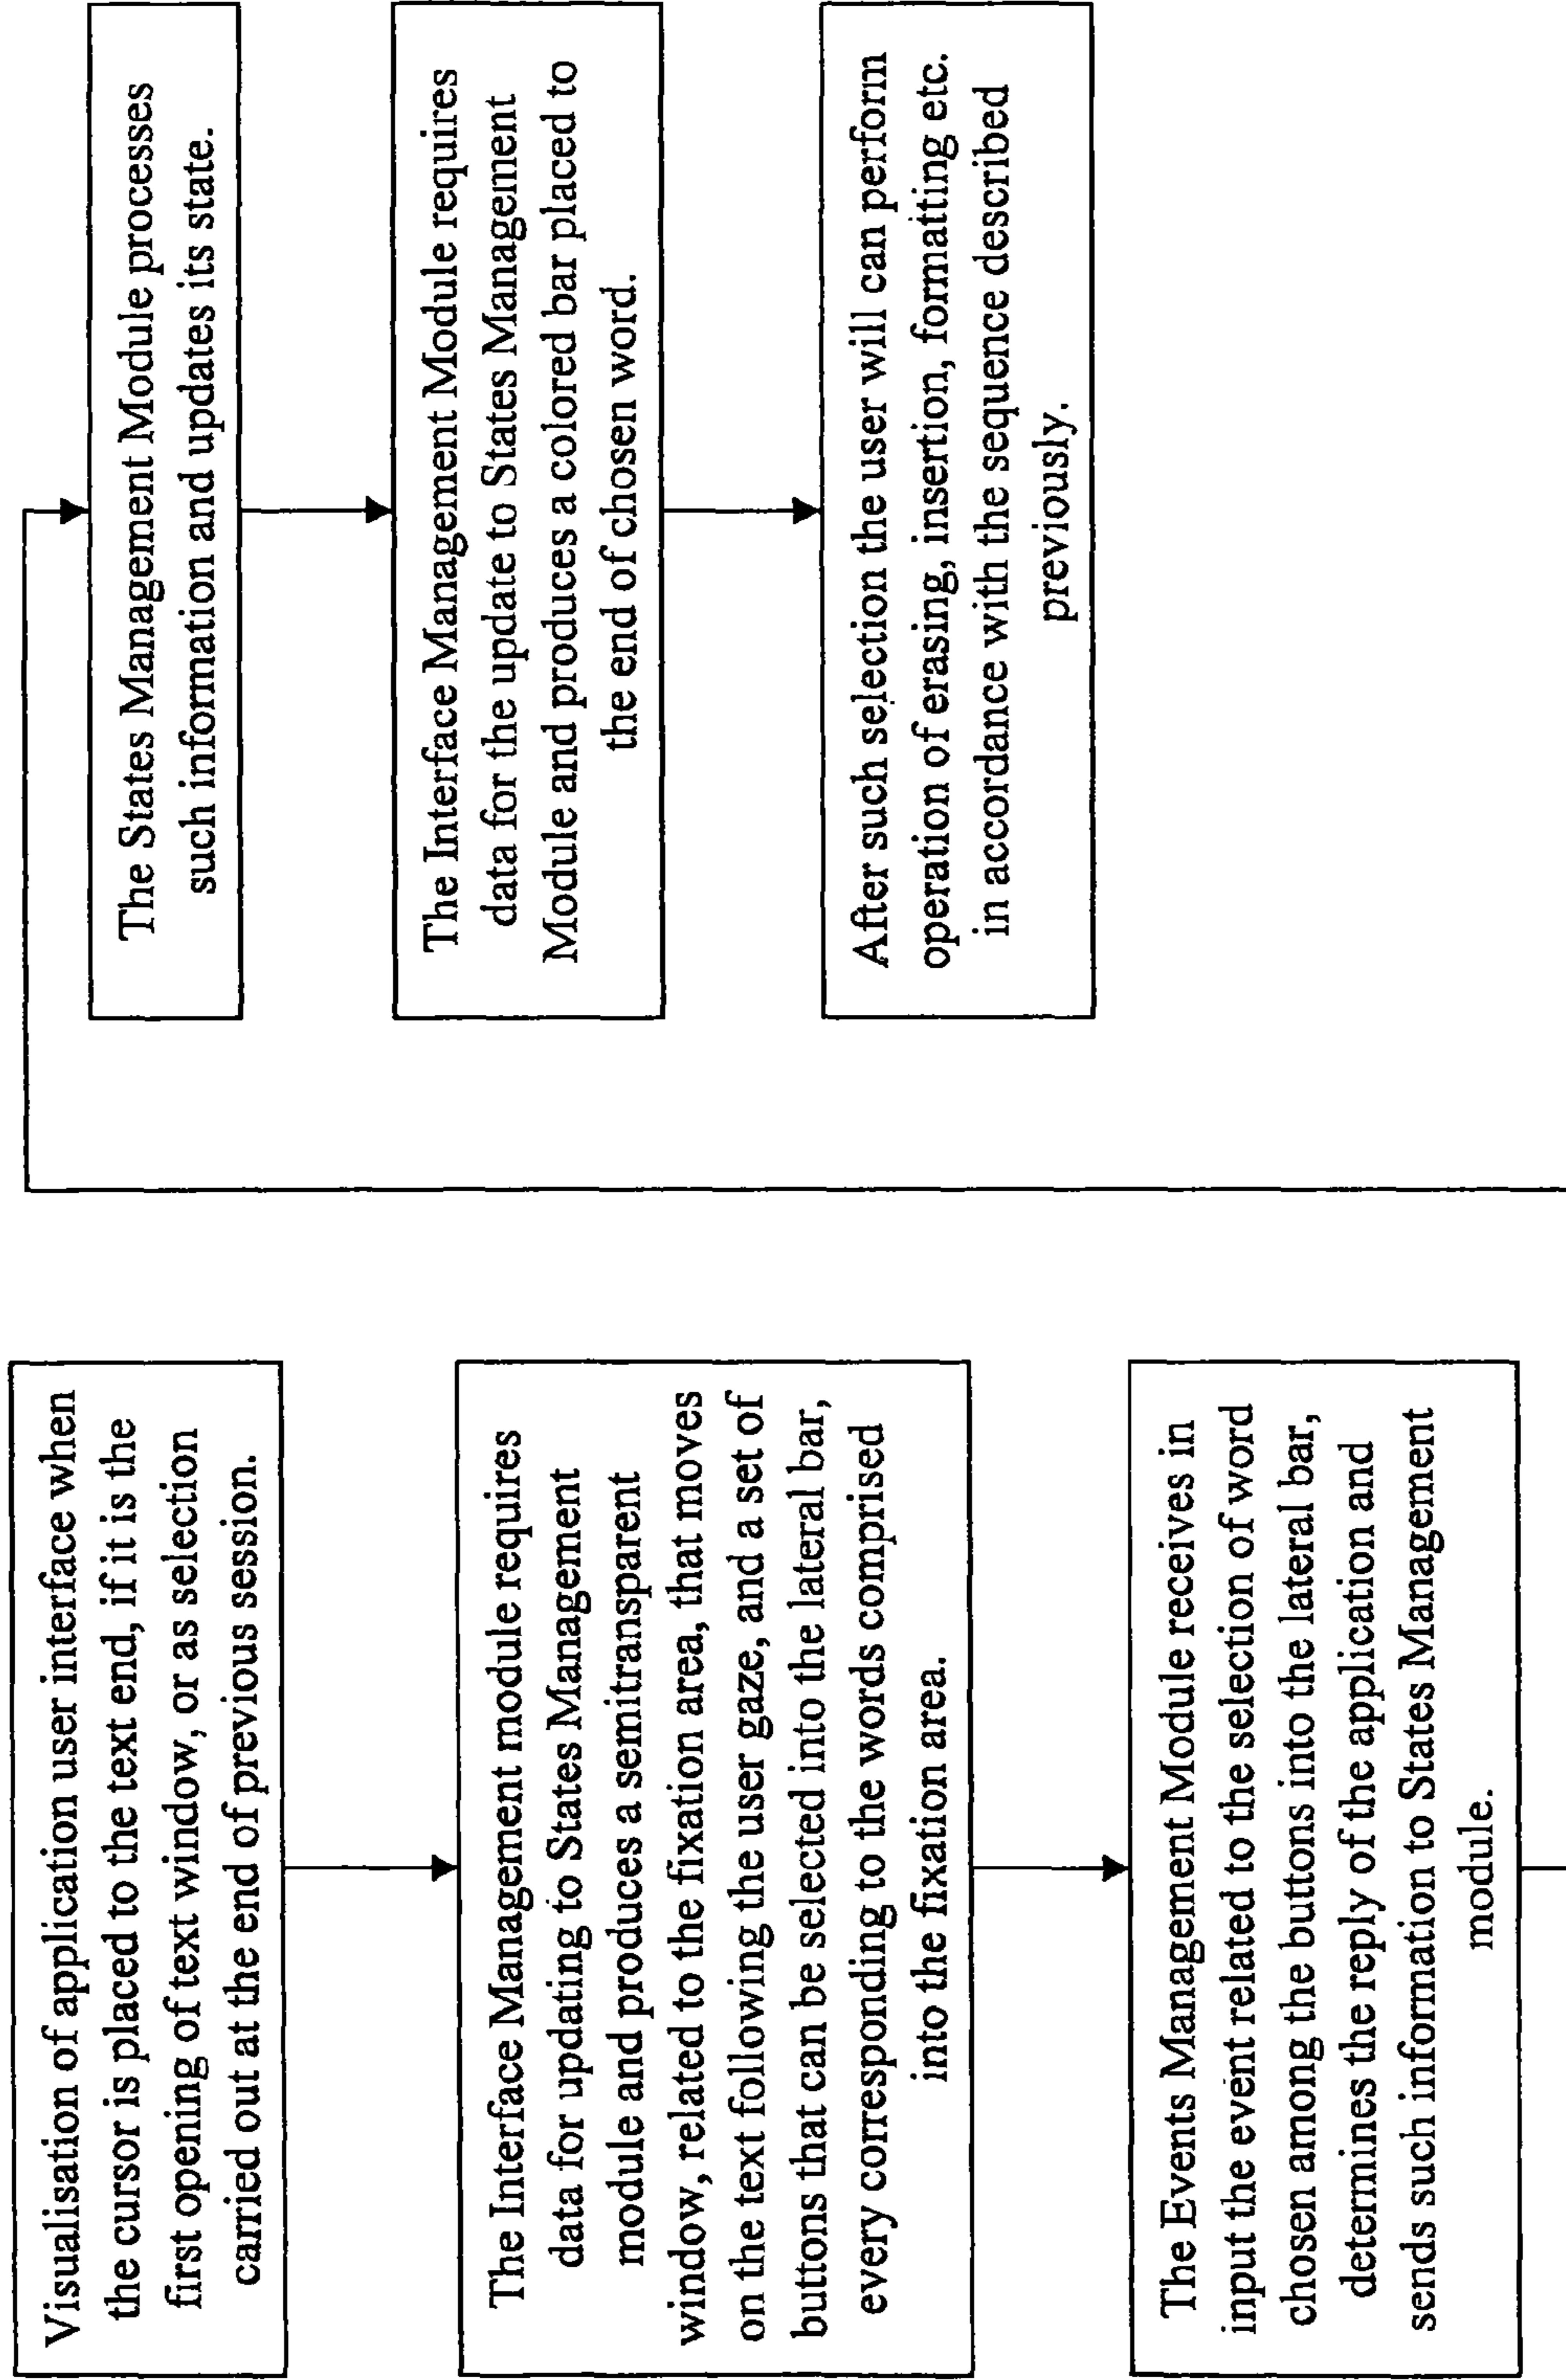 Visualisation of application user interface when
the cursor is placed to the text end, if it is the
first opening of text window, or as selection
carried out at the end of previous session.
The Interface Management module requires
data for updating to States Management
module and produces a semitransparent
window, related to the fixation area, that moves
on the text following the user gaze, and a set of
buttons that can be selected into the lateral bar,
every corresponding to the words comprised
into the fixation area.
The Events Management Module receives in
input the event related to the selection of word
chosen among the buttons into the lateral bar,
determines the reply of the application and
sends such information to States Management
module.
The States Management Module processes
such information and updates its state.
The Interface Management Module requires
data for the update to States Management
Module and produces a colored bar placed to
the end of chosen word.
After such selection the user will can perform
operation of erasing, insertion, formatting etc.
in accordance with the sequence described
previously.